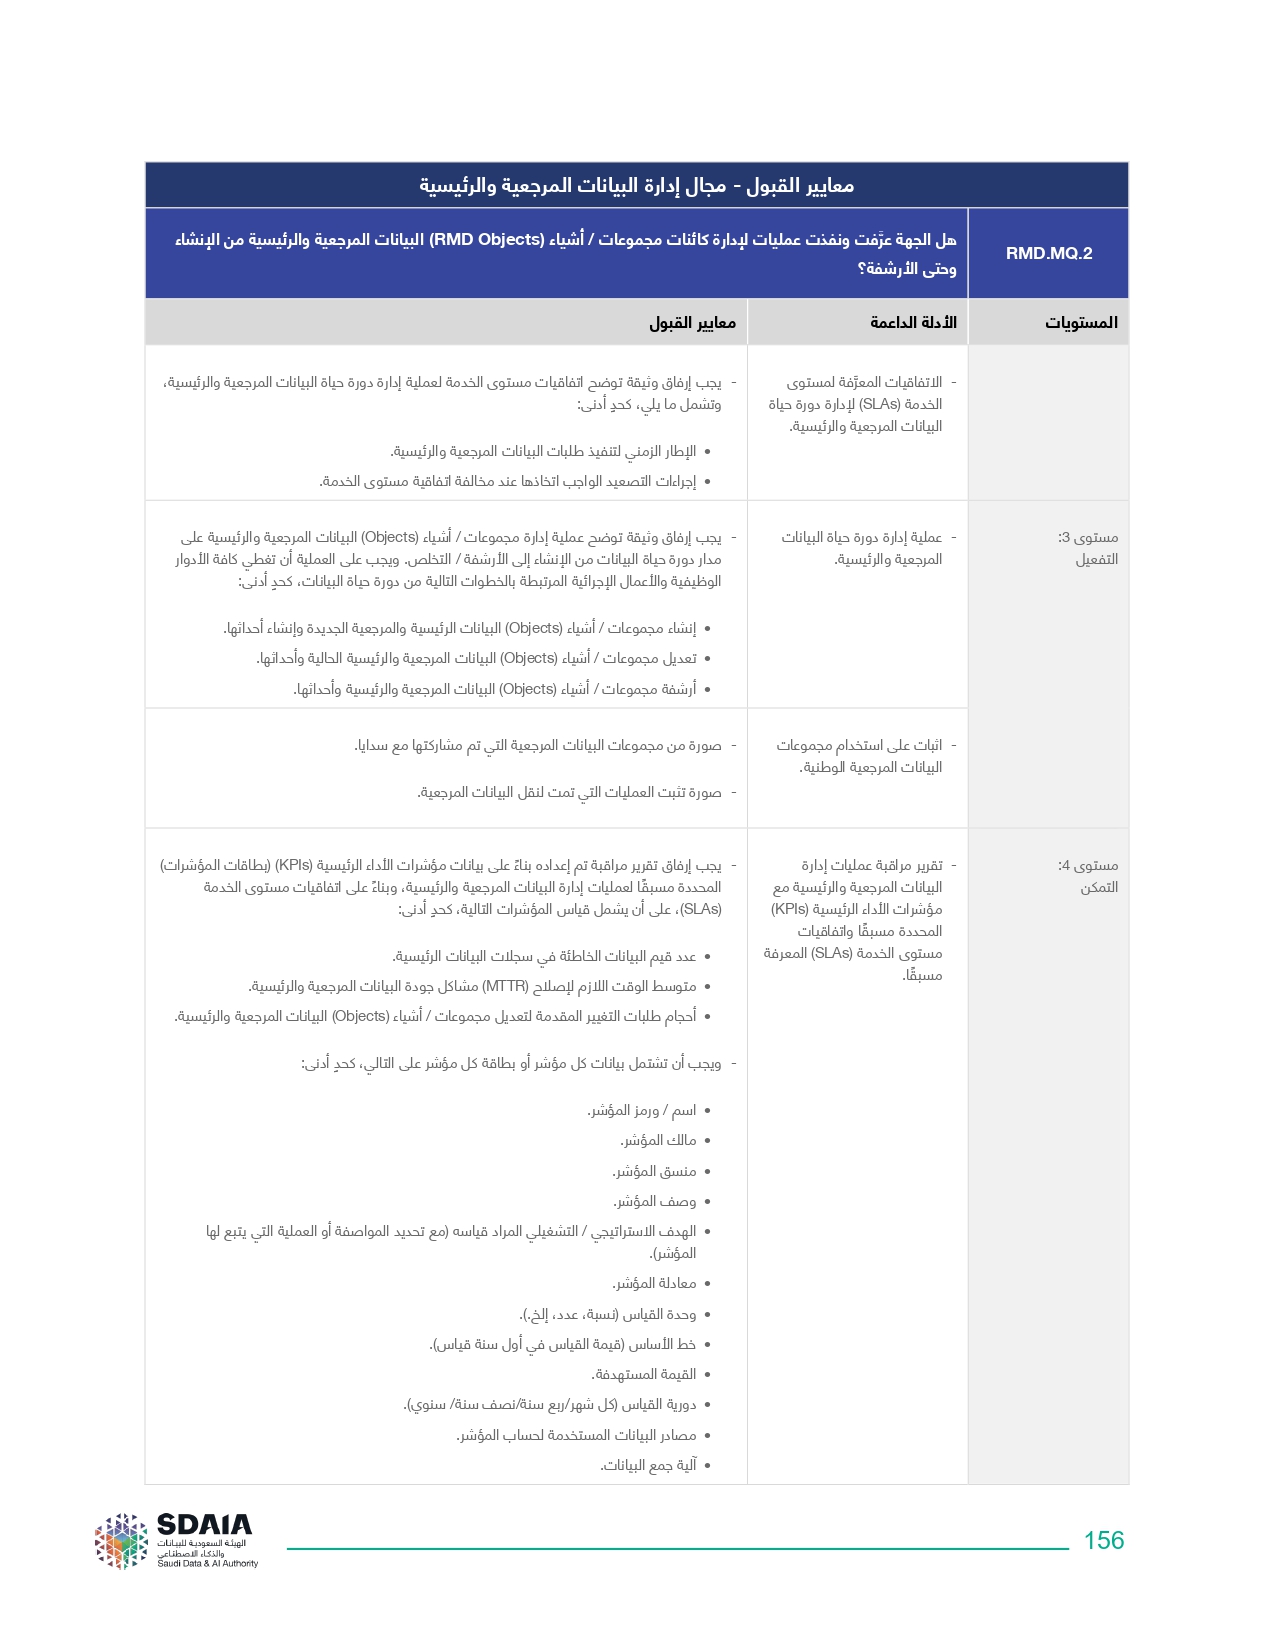 معايير القبول - مجال إدارة البيانات المرجعية والرئيسية
RMD.MQ.2
هل الجهة عرَّفت ونفذت عمليات لإدارة كائنات مجموعات / أشياء (RMD Objects) البيانات المرجعية والرئيسية من الإنشاء
وحتى الأرشفة؟
المستويات
الأدلة الداعمة
معايير القبول
- الاتفاقيات المعرَّفة لمستوى
الخدمة (SLAs) لإدارة دورة حياة
البيانات المرجعية والرئيسية.
- يجب إرفاق وثيقة توضح اتفاقيات مستوى الخدمة لعملية إدارة دورة حياة البيانات المرجعية والرئيسية،
وتشمل ما يلي، كحدٍ أدنى:
• الإطار الزمني لتنفيذ طلبات البيانات المرجعية والرئيسية.
• إجراءات التصعيد الواجب اتخاذها عند مخالفة اتفاقية مستوى الخدمة.
مستوى 3:
التفعيل
- عملية إدارة دورة حياة البيانات
المرجعية والرئيسية.
- يجب إرفاق وثيقة توضح عملية إدارة مجموعات / أشياء (Objects) البيانات المرجعية والرئيسية على
مدار دورة حياة البيانات من الإنشاء إلى الأرشفة / التخلص. ويجب على العملية أن تغطي كافة الأدوار
الوظيفية والأعمال الإجرائية المرتبطة بالخطوات التالية من دورة حياة البيانات، كحدٍ أدنى:
• إنشاء مجموعات / أشياء (Objects) البيانات الرئيسية والمرجعية الجديدة وإنشاء أحداثها.
• تعديل مجموعات / أشياء (Objects) البيانات المرجعية والرئيسية الحالية وأحداثها.
• أرشفة مجموعات / أشياء (Objects) البيانات المرجعية والرئيسية وأحداثها.
- اثبات على استخدام مجموعات
البيانات المرجعية الوطنية.
- صورة من مجموعات البيانات المرجعية التي تم مشاركتها مع سدايا.
- صورة تثبت العمليات التي تمت لنقل البيانات المرجعية.
مستوى 4:
التمكن
- تقرير مراقبة عمليات إدارة
البيانات المرجعية والرئيسية مع
مؤشرات الأداء الرئيسية (KPIs)
المحددة مسبقًا واتفاقيات
مستوى الخدمة (SLAs) المعرفة
مسبقًا.
- يجب إرفاق تقرير مراقبة تم إعداده بناءً على بيانات مؤشرات الأداء الرئيسية (KPIs) (بطاقات المؤشرات)
المحددة مسبقًا لعمليات إدارة البيانات المرجعية والرئيسية، وبناءً على اتفاقيات مستوى الخدمة
(SLAs)، على أن يشمل قياس المؤشرات التالية، كحدٍ أدنى:
• عدد قيم البيانات الخاطئة في سجلات البيانات الرئيسية.
• متوسط الوقت اللازم لإصلاح (MTTR) مشاكل جودة البيانات المرجعية والرئيسية.
• أحجام طلبات التغيير المقدمة لتعديل مجموعات / أشياء (Objects) البيانات المرجعية والرئيسية.
- ويجب أن تشتمل بيانات كل مؤشر أو بطاقة كل مؤشر على التالي، كحدٍ أدنى:
• اسم / ورمز المؤشر.
• مالك المؤشر.
• منسق المؤشر.
• وصف المؤشر.
• الهدف الاستراتيجي / التشغيلي المراد قياسه (مع تحديد المواصفة أو العملية التي يتبع لها
المؤشر).
• معادلة المؤشر.
• وحدة القياس (نسبة، عدد، إلخ.).
• خط الأساس (قيمة القياس في أول سنة قياس).
• القيمة المستهدفة.
• دورية القياس (كل شهر/ربع سنة/نصف سنة/ سنوي).
• مصادر البيانات المستخدمة لحساب المؤشر.
• آلية جمع البيانات.
SDAIA
الهيئة السعودية للبيانات
والذكاء الاصطناعي
Saudi Data & AI Authority
156